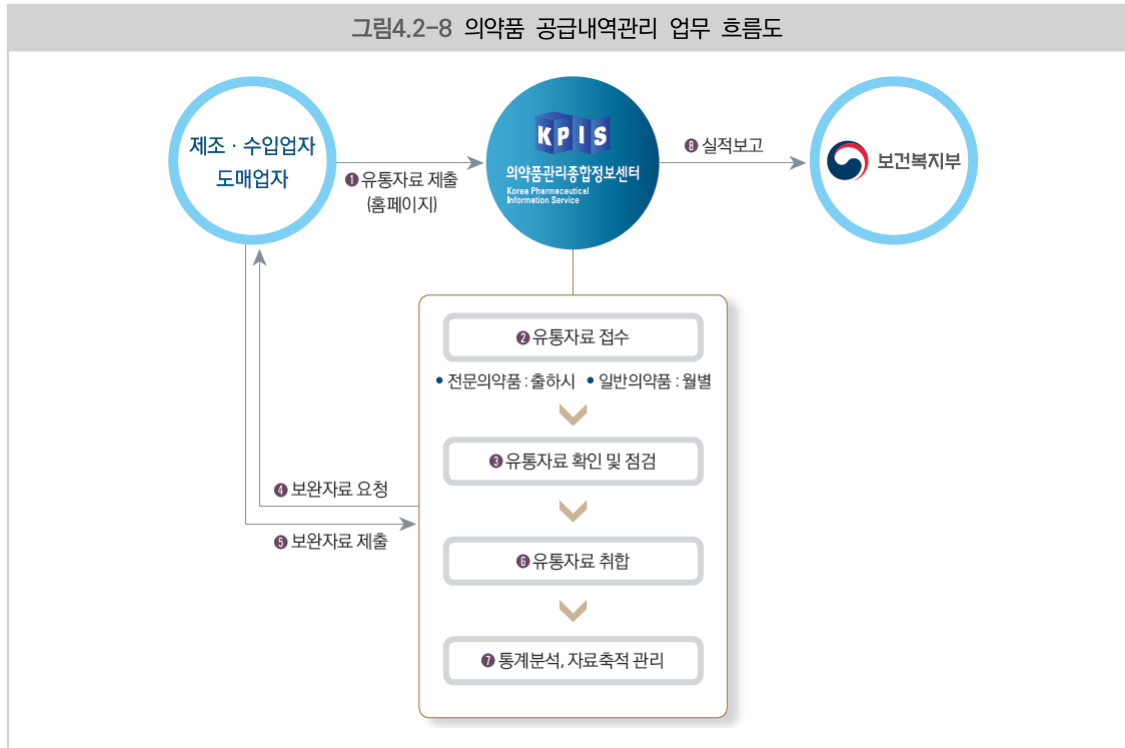 그림4.2-8 의약품 공급내역관리 업무 흐름도
제조 · 수입업자
도매업자
❶ 유통자료 제출
(홈페이지)
KPIS
의약품관리종합정보센터
Korea Pharmaceutical
Information Service
❽ 실적보고
보건복지부
❷ 유통자료 접수
• 전문의약품 : 출하시 • 일반의약품 : 월별
❸ 유통자료 확인 및 점검
❹ 보완자료 요청
❺ 보완자료 제출
❻ 유통자료 취합
❼ 통계분석, 자료축적 관리